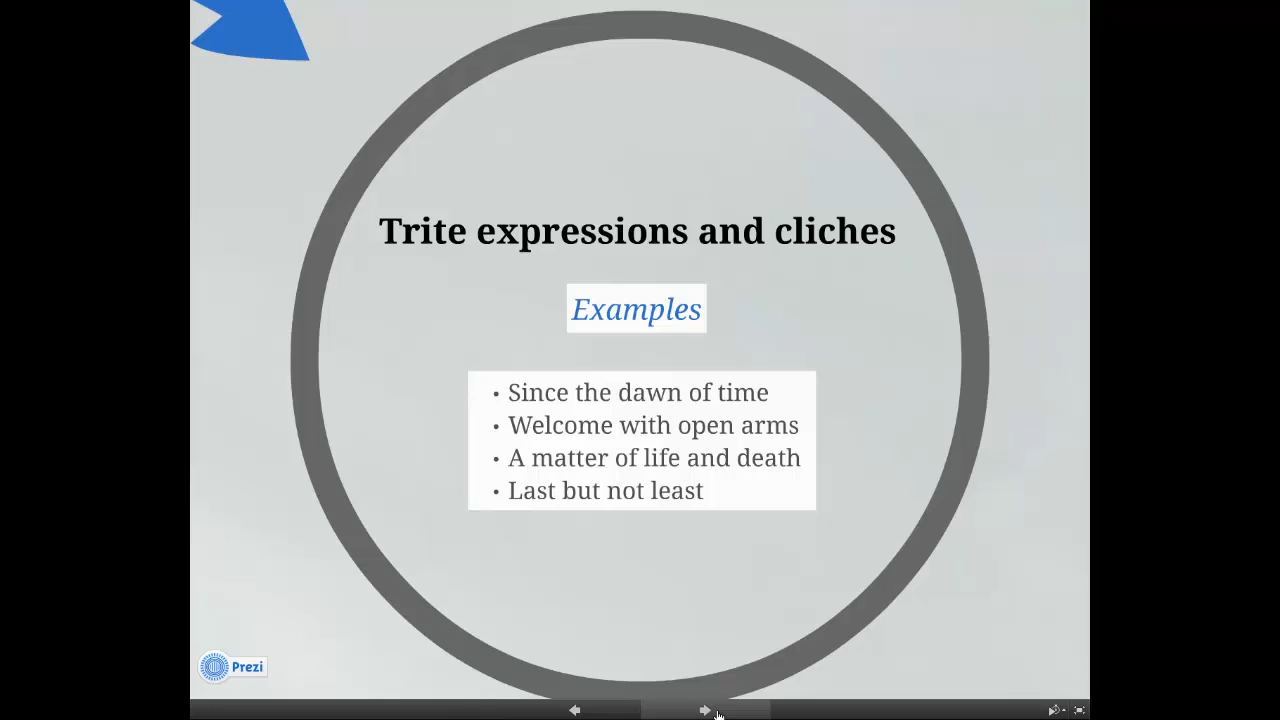 Trite expressions and cliches
Examples
• Since the dawn of time
• Welcome with open arms
• A matter of life and death
• Last but not least
Prezi